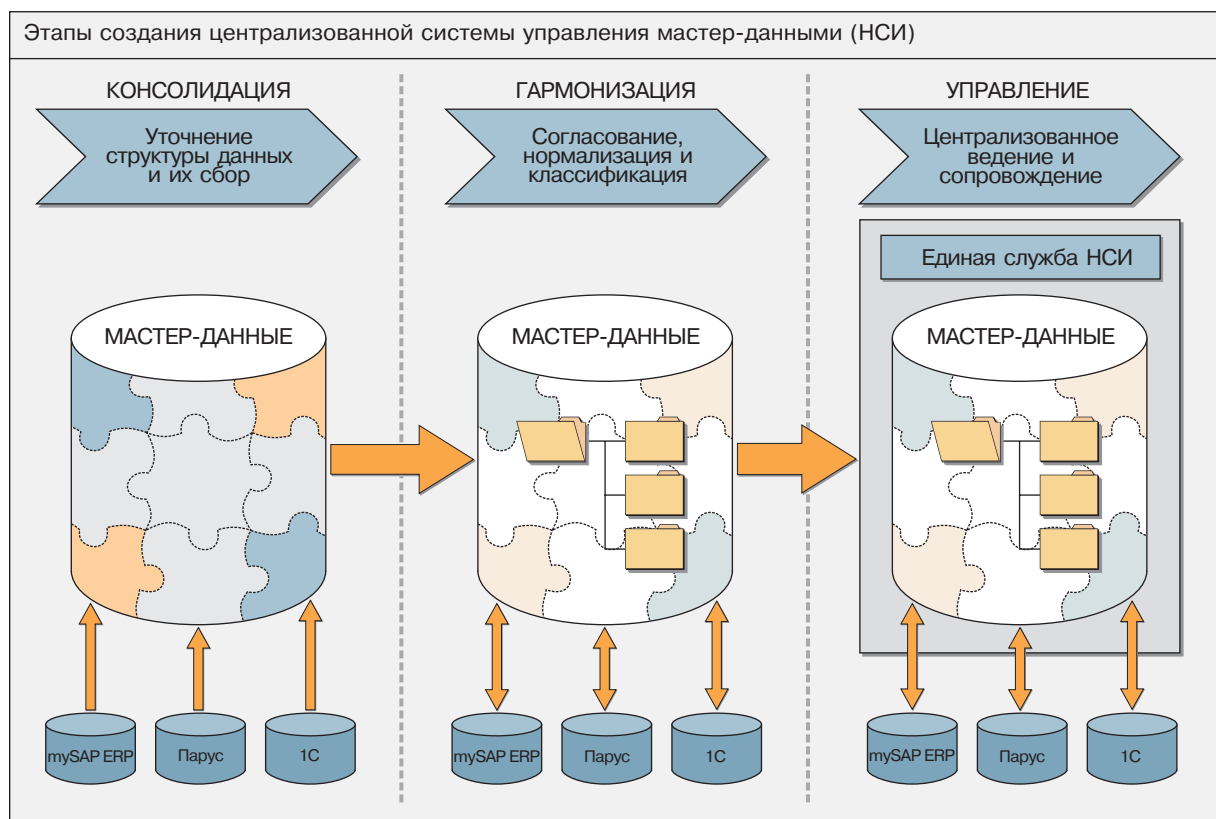 Этапы создания централизованной системы управления мастер-данными (НСИ)
КОНСОЛИДАЦИЯ
Уточнение
структуры данных
и их сбор
МАСТЕР-ДАННЫЕ
mySAP ERP
Парус
1С
ГАРМОНИЗАЦИЯ
Согласование,
нормализация и
классификация
МАСТЕР-ДАННЫЕ
mySAP ERP
Парус
1С
УПРАВЛЕНИЕ
Централизованное
ведение и
сопровождение
Единая служба НСИ
МАСТЕР-ДАННЫЕ
mySAP ERP
Парус
1С